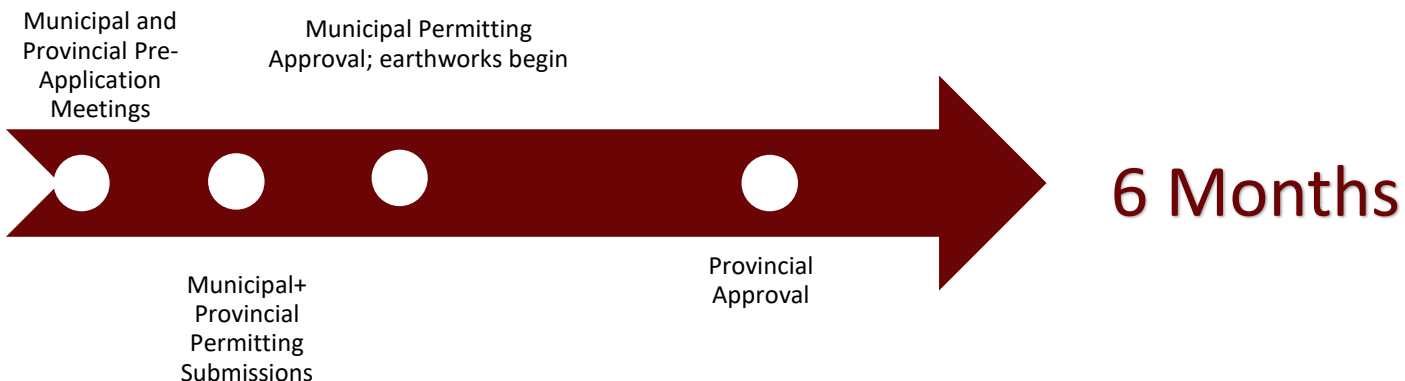 Municipal and
Provincial Pre-
Application
Meetings
Municipal Permitting
Approval; earthworks begin
6 Months
Municipal+
Provincial
Permitting
Submissions
Provincial
Approval